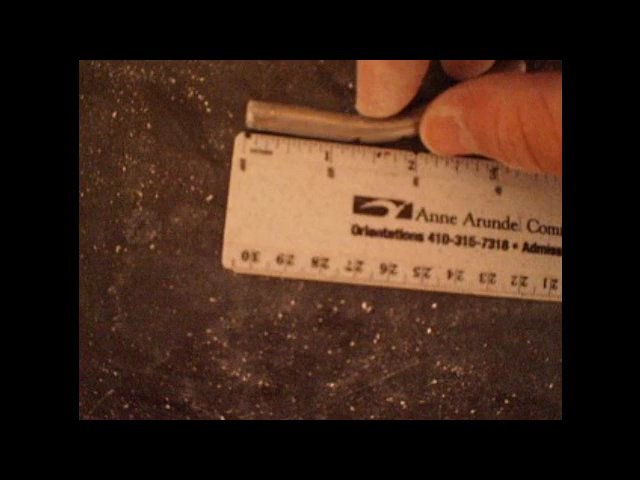 1 2 3
Anne Arundel Com
Orientations 410-315-7318 • Admiss
30 29 28 27 26 25 24 23 22 21